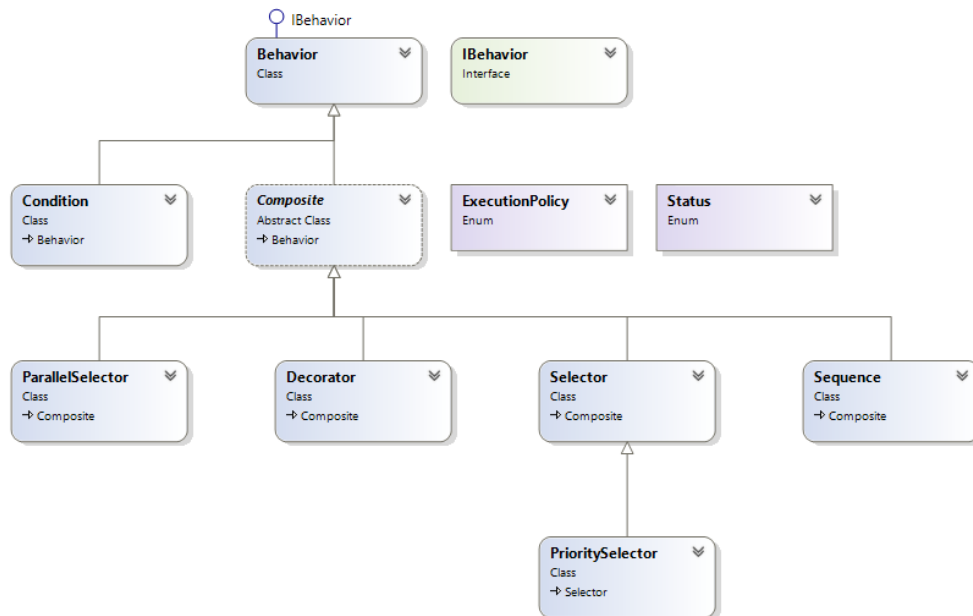 IBehavior
Behavior
Class
IBehavior
Interface
Condition
Class
Behavior
Composite
Abstract Class
Behavior
ExecutionPolicy
Enum
Status
Enum
ParallelSelector
Class
Composite
Decorator
Class
Composite
Selector
Class
Composite
Sequence
Class
Composite
PrioritySelector
Class
Selector